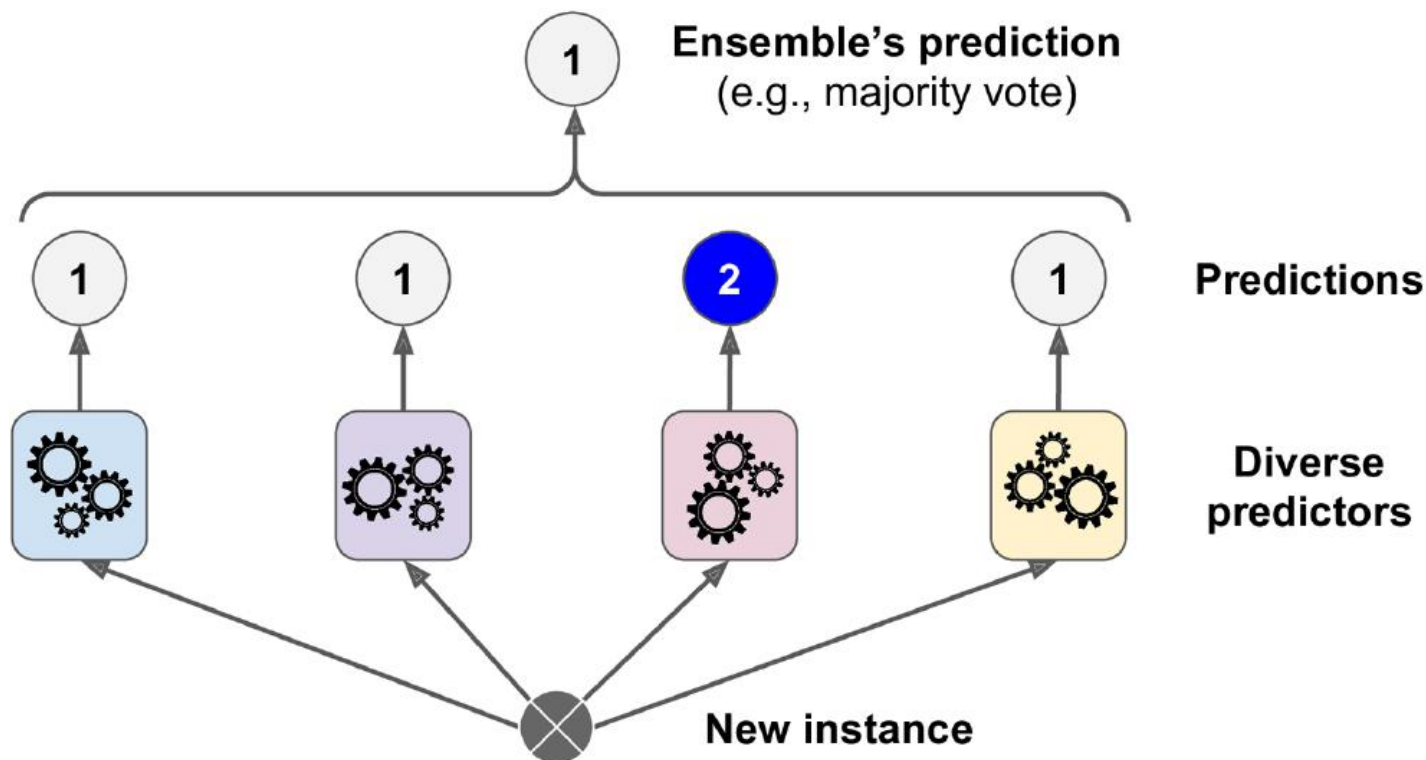 1
Ensemble’s prediction
(e.g., majority vote)
1
1
2
1
Predictions
Diverse
predictors
New instance